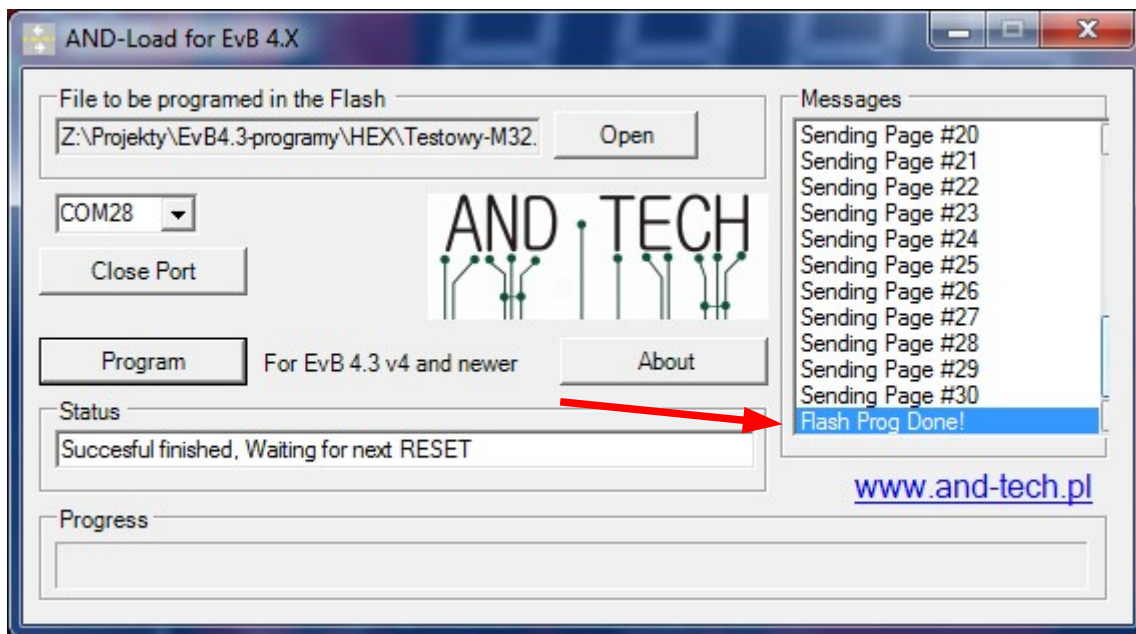 AND-Load for EvB 4.X
File to be programed in the Flash
Z:\Projekty\EvB4.3-programy\HEX\Testowy-M32.
Open
COM28
Close Port
AND TECH
Program
For EvB 4.3 v4 and newer
About
Status
Succesful finished, Waiting for next RESET
Messages
Sending Page #20
Sending Page #21
Sending Page #22
Sending Page #23
Sending Page #24
Sending Page #25
Sending Page #26
Sending Page #27
Sending Page #28
Sending Page #29
Sending Page #30
Flash Prog Done!
www.and-tech.pl
Progress